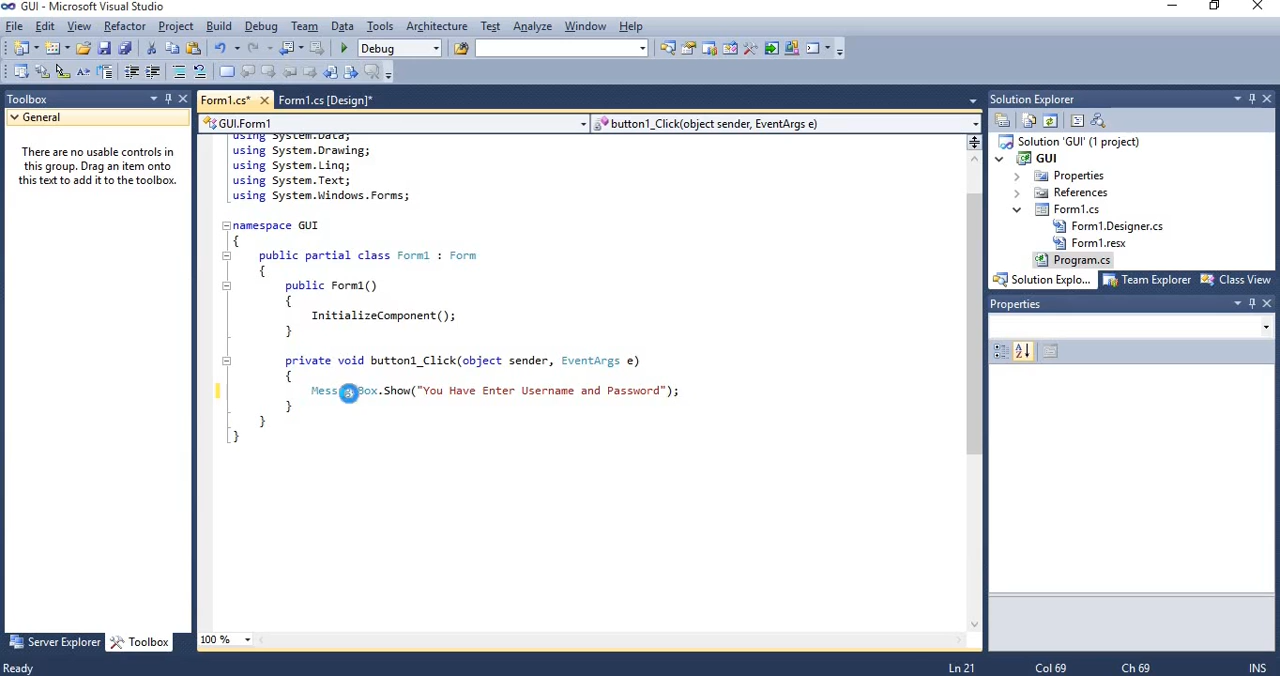 GUI - Microsoft Visual Studio
File Edit View Refactor Project Build Debug Team Data Tools Architecture Test Analyze Window Help
Debug
Toolbox
General
There are no usable controls in
this group. Drag an item onto
this text to add it to the toolbox.
Server Explorer Toolbox
Form1.cs* Form1.cs [Design]*
GUI.Form1 button1_Click(object sender, EventArgs e)
using System.Data;
using System.Drawing;
using System.Linq;
using System.Text;
using System.Windows.Forms;
namespace GUI
{
public partial class Form1 : Form
{
public Form1()
{
InitializeComponent();
}
private void button1_Click(object sender, EventArgs e)
{
Mess Box.Show("You Have Enter Username and Password");
}
}
}
100 %
Solution Explorer
Solution 'GUI' (1 project)
GUI
Properties
References
Form1.cs
Form1.Designer.cs
Form1.resx
Program.cs
Solution Explo... Team Explorer Class View
Properties
Ready Ln 21 Col 69 Ch 69 INS